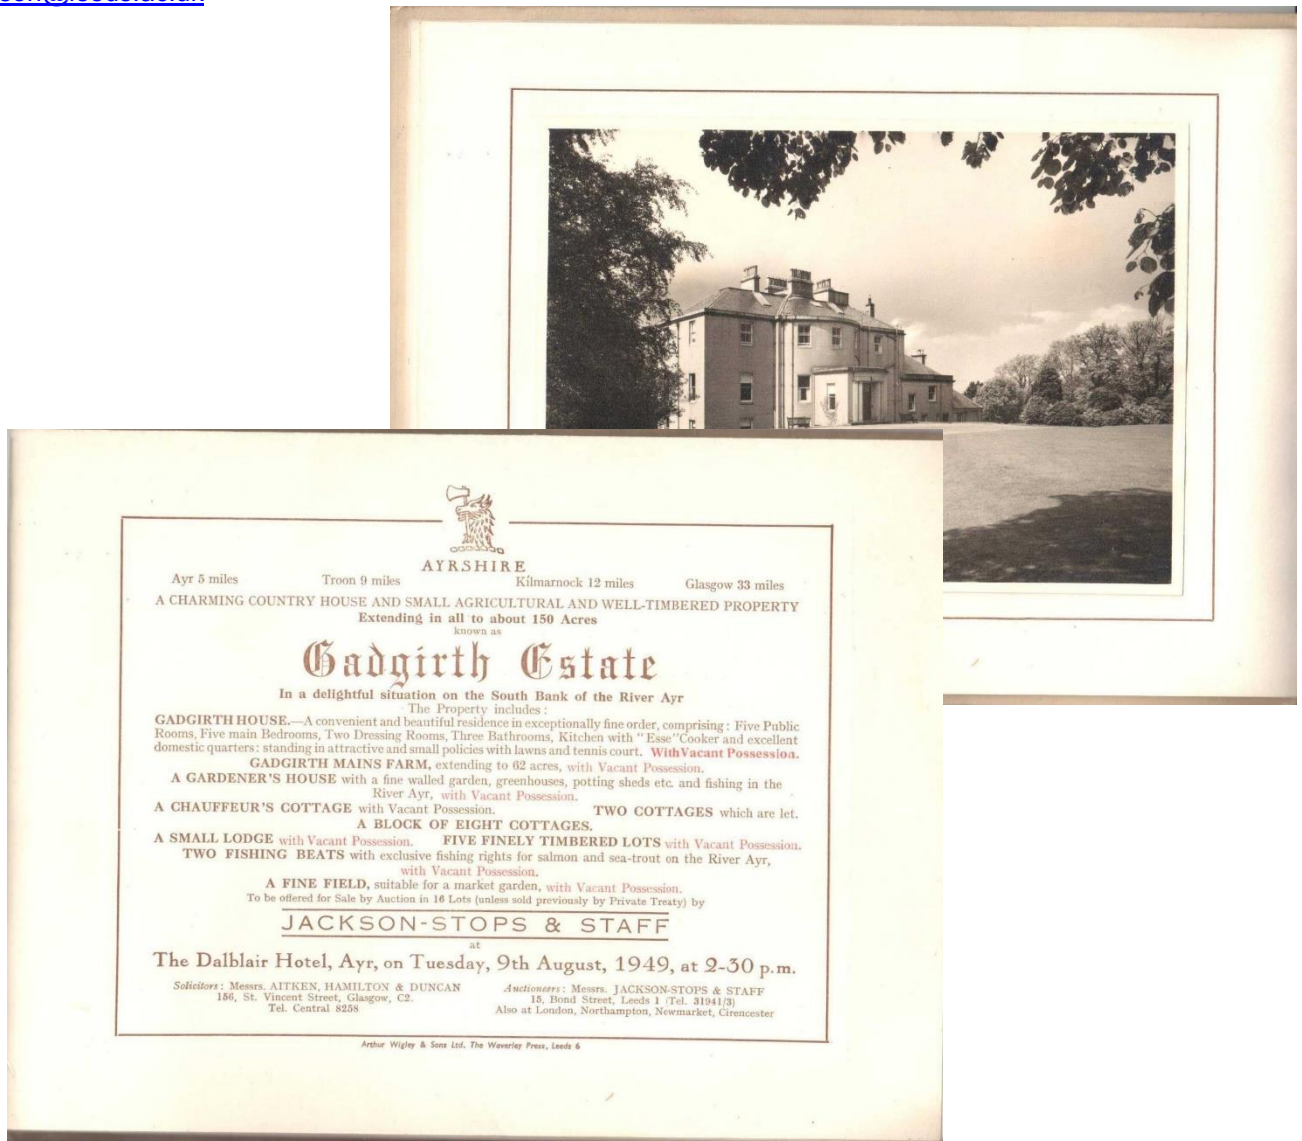 AYRSHIRE
Ayr 5 miles Troon 9 miles Kilmarnock 12 miles Glasgow 33 miles
A CHARMING COUNTRY HOUSE AND SMALL AGRICULTURAL AND WELL-TIMBERED PROPERTY
Extending in all to about 150 Acres
known as
Gadgirth Estate
In a delightful situation on the South Bank of the River Ayr
The Property includes :
GADGIRTH HOUSE.—A convenient and beautiful residence in exceptionally fine order, comprising : Five Public
Rooms, Five main Bedrooms, Two Dressing Rooms, Three Bathrooms, Kitchen with "Esse" Cooker and excellent
domestic quarters : standing in attractive and small policies with lawns and tennis court. With Vacant Possession.
GADGIRTH MAINS FARM, extending to 62 acres, with Vacant Possession.
A GARDENER'S HOUSE with a fine walled garden, greenhouses, potting sheds etc. and fishing in the
River Ayr, with Vacant Possession.
A CHAUFFEUR'S COTTAGE with Vacant Possession. TWO COTTAGES which are let.
A BLOCK OF EIGHT COTTAGES.
A SMALL LODGE with Vacant Possession. FIVE FINELY TIMBERED LOTS with Vacant Possession.
TWO FISHING BEATS with exclusive fishing rights for salmon and sea-trout on the River Ayr,
with Vacant Possession.
A FINE FIELD, suitable for a market garden, with Vacant Possession.
To be offered for Sale by Auction in 16 Lots (unless sold previously by Private Treaty) by
JACKSON-STOPS & STAFF
at
The Dalblair Hotel, Ayr, on Tuesday, 9th August, 1949, at 2-30 p.m.
Solicitors : Messrs. AITKEN, HAMILTON & DUNCAN
156, St. Vincent Street, Glasgow, C2.
Tel. Central 8258
Auctioneers : Messrs. JACKSON-STOPS & STAFF
15, Bond Street, Leeds 1 (Tel. 31941/3)
Also at London, Northampton, Newmarket, Cirencester
Arthur Wigley & Sons Ltd. The Waverley Press, Leeds 6